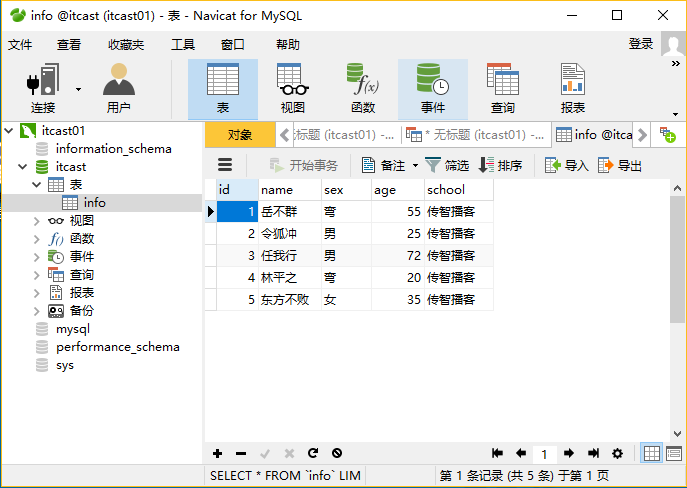 info @itcast (itcast01) - 表 - Navicat for MySQL
文件 查看 收藏夹 工具 窗口 帮助 登录
连接 用户 表 视图 函数 事件 查询 报表
itcast01
information_schema
itcast
表
info
视图
函数
事件
查询
报表
备份
mysql
performance_schema
sys
对象 无标题 (itcast01) -... * 无标题 (itcast01) -... info @itca
开始事务 备注 筛选 排序 导入 导出
id name sex age school
1 岳不群 弯 55 传智播客
2 令狐冲 男 25 传智播客
3 任我行 男 72 传智播客
4 林平之 弯 20 传智播客
5 东方不败 女 35 传智播客
1
SELECT * FROM `info` LIM 第 1 条记录 (共 5 条) 于第 1 页